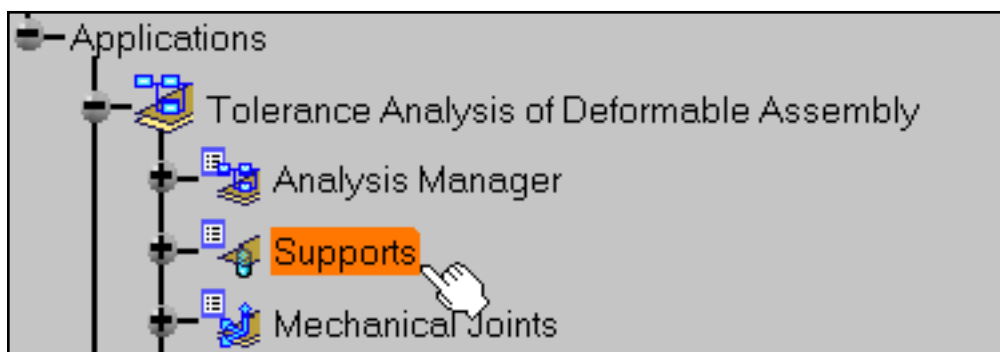 Applications
Tolerance Analysis of Deformable Assembly
Analysis Manager
Supports
Mechanical Joints